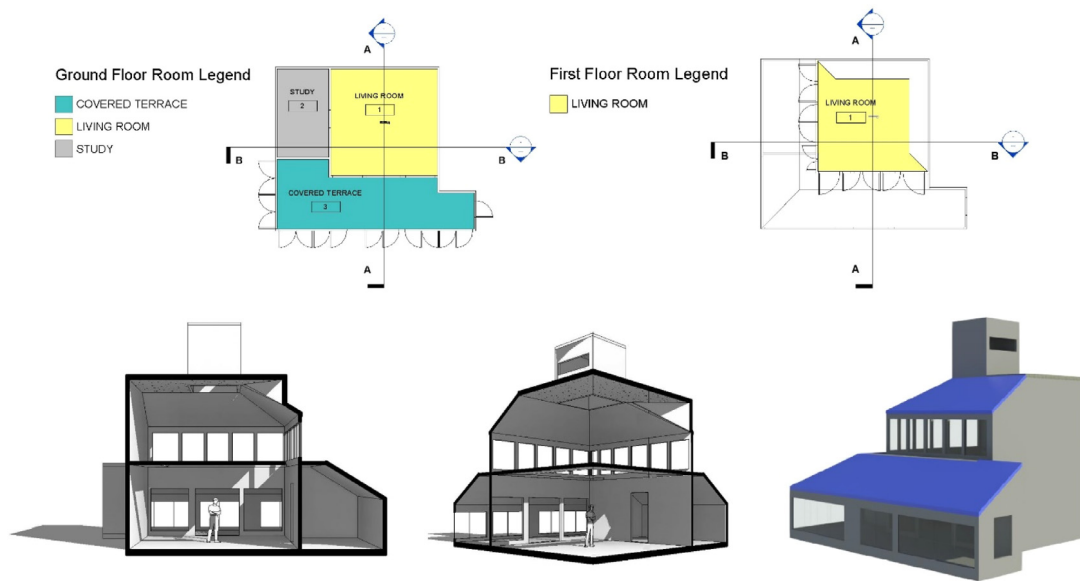 A
Ground Floor Room Legend
COVERED TERRACE
LIVING ROOM
STUDY
STUDY
2
LIVING ROOM
1
B
B
COVERED TERRACE
3
A
A
First Floor Room Legend
LIVING ROOM
LIVING ROOM
1
B
B
A